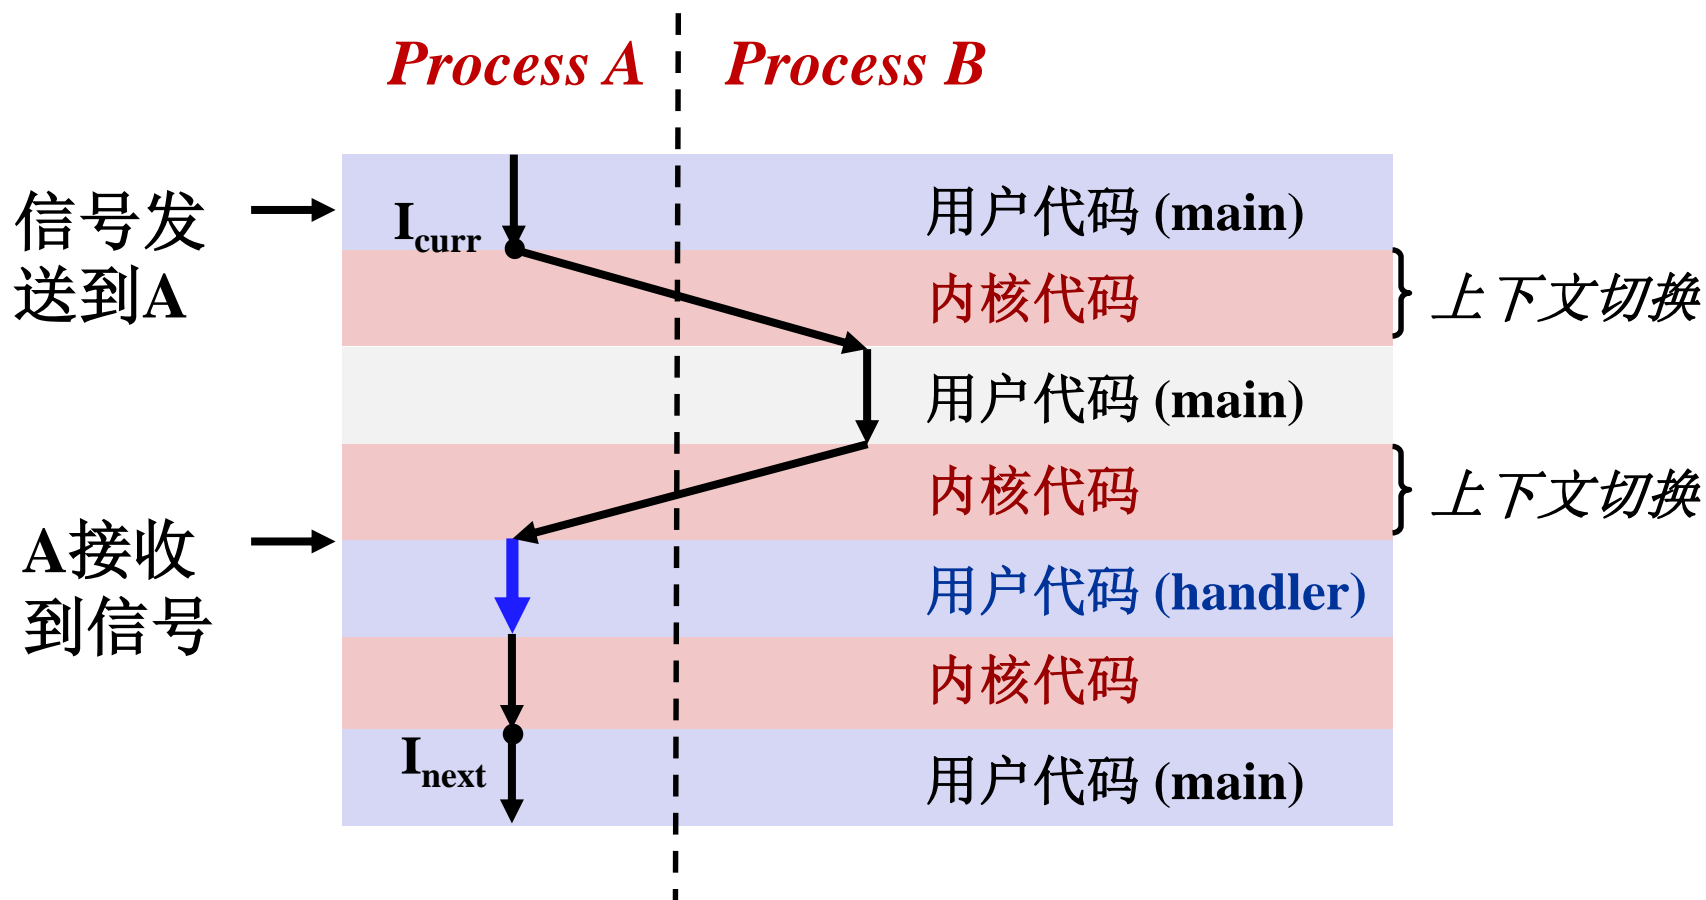 Process A
Process B
信号发
送到A
I_curr
用户代码 (main)
内核代码
上下文切换
用户代码 (main)
内核代码
上下文切换
A接收
到信号
用户代码 (handler)
内核代码
I_next
用户代码 (main)